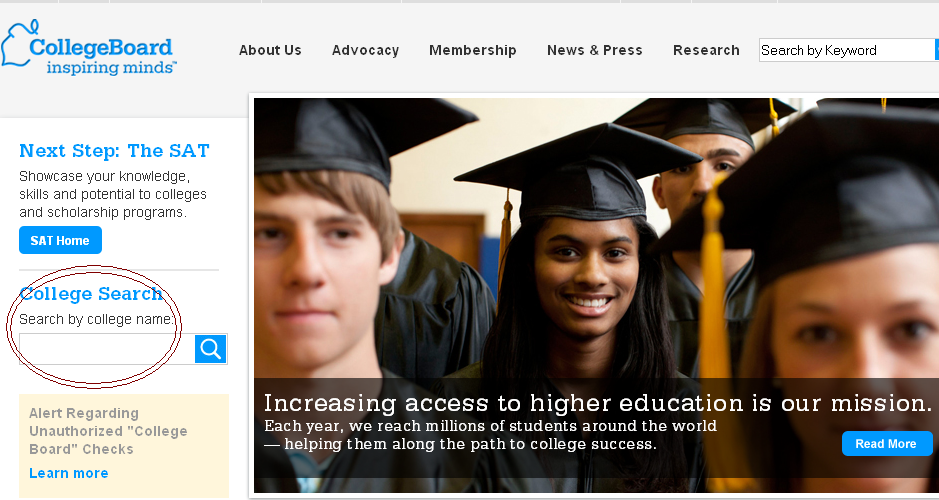 CollegeBoard
inspiring minds™
About Us
Advocacy
Membership
News & Press
Research
Search by Keyword
Next Step: The SAT
Showcase your knowledge,
skills and potential to colleges
and scholarship programs.
SAT Home
College Search
Search by college name:
Alert Regarding
Unauthorized "College
Board" Checks
Learn more
Increasing access to higher education is our mission.
Each year, we reach millions of students around the world
— helping them along the path to college success.
Read More